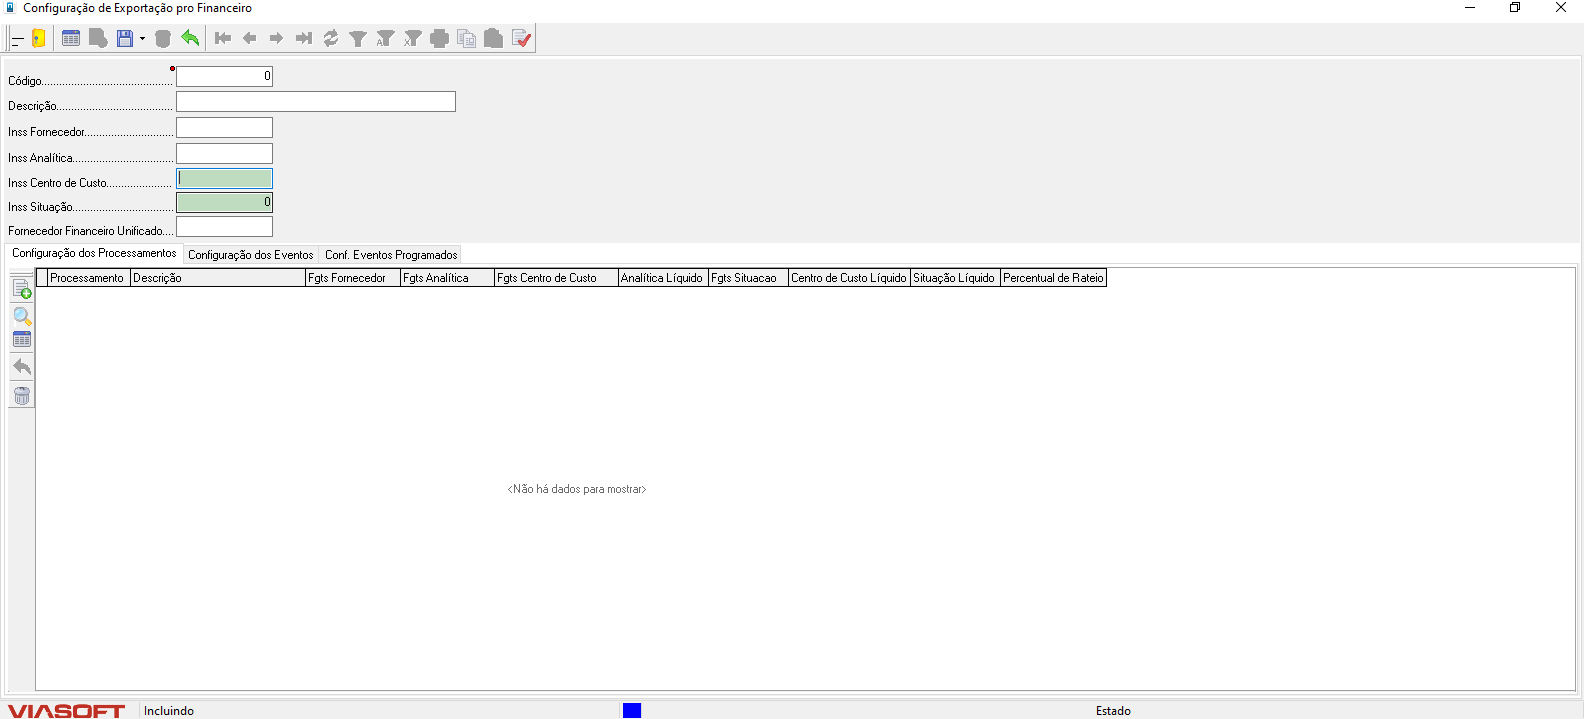 Configuração de Exportação pro Financeiro
Código............................................ 0
Descrição.......................................
Inss Fornecedor..............................
Inss Analítica..................................
Inss Centro de Custo......................
Inss Situação.................................. 0
Fornecedor Financeiro Unificado....
Configuração dos Processamentos Configuração dos Eventos Conf. Eventos Programados
Processamento Descrição Fgts Fornecedor Fgts Analítica Fgts Centro de Custo Analítica Líquido Fgts Situacao Centro de Custo Líquido Situação Líquido Percentual de Rateio
<Não há dados para mostrar>
VIASOFT Incluindo Estado